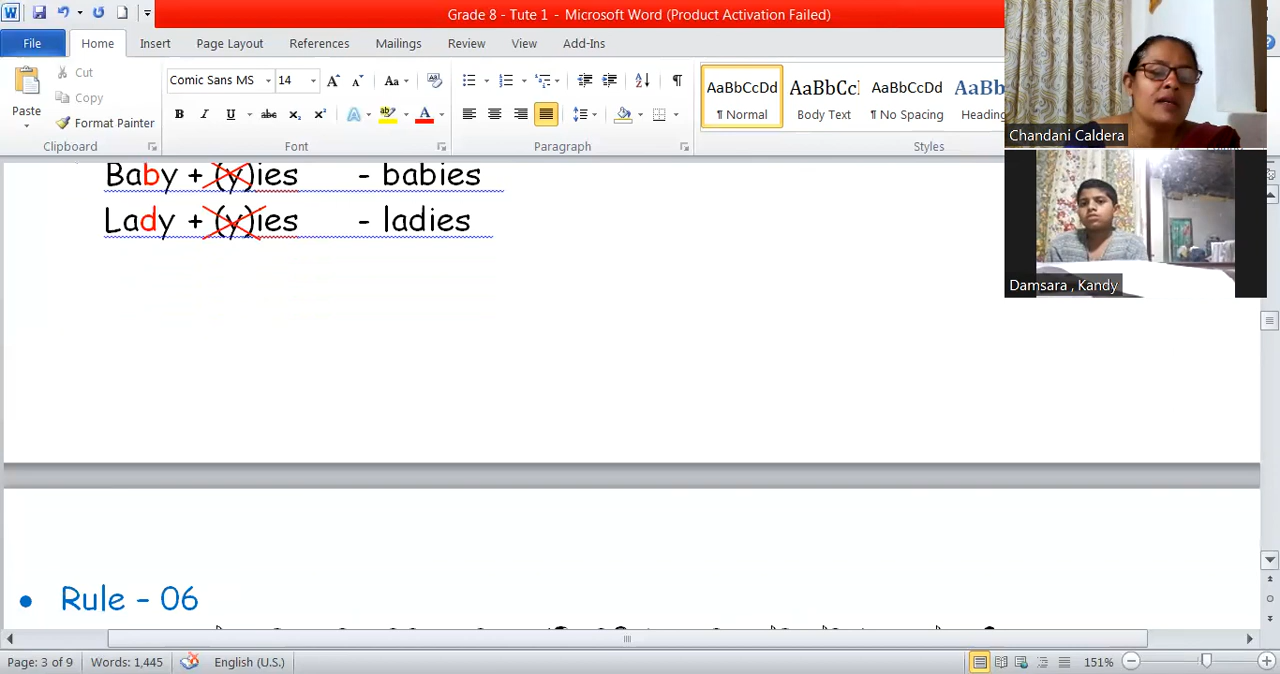 Grade 8 - Tute 1 - Microsoft Word (Product Activation Failed)
File Home Insert Page Layout References Mailings Review View Add-Ins
Paste
Cut
Copy
Format Painter
Clipboard
Comic Sans MS 14
Font
Paragraph
AaBbCcDd AaBbCcI AaBbCcDd AaBb
¶ Normal Body Text ¶ No Spacing Heading
Styles
Chandani Caldera
Damsara , Kandy
Baby + (y)ies - babies
Lady + (y)ies - ladies
• Rule - 06
Page: 3 of 9 Words: 1,445 English (U.S.) 151%